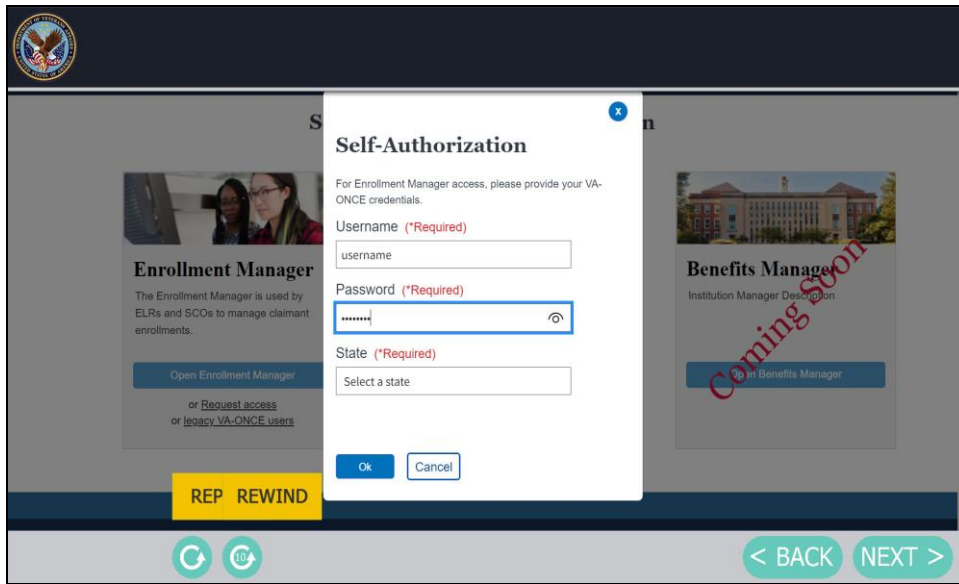 S
n
X
Self-Authorization
For Enrollment Manager access, please provide your VA-
ONCE credentials.
Username (*Required)
username
Password (*Required)
••••••••
State (*Required)
Select a state
Ok
Cancel
Enrollment Manager
The Enrollment Manager is used by
ELRs and SCOs to manage claimant
enrollments.
Open Enrollment Manager
or Request access
or legacy VA-ONCE users
Benefits Manager
Institution Manager Description
Open Benefits Manager
Coming Soon
REP REWIND
10
< BACK
NEXT >